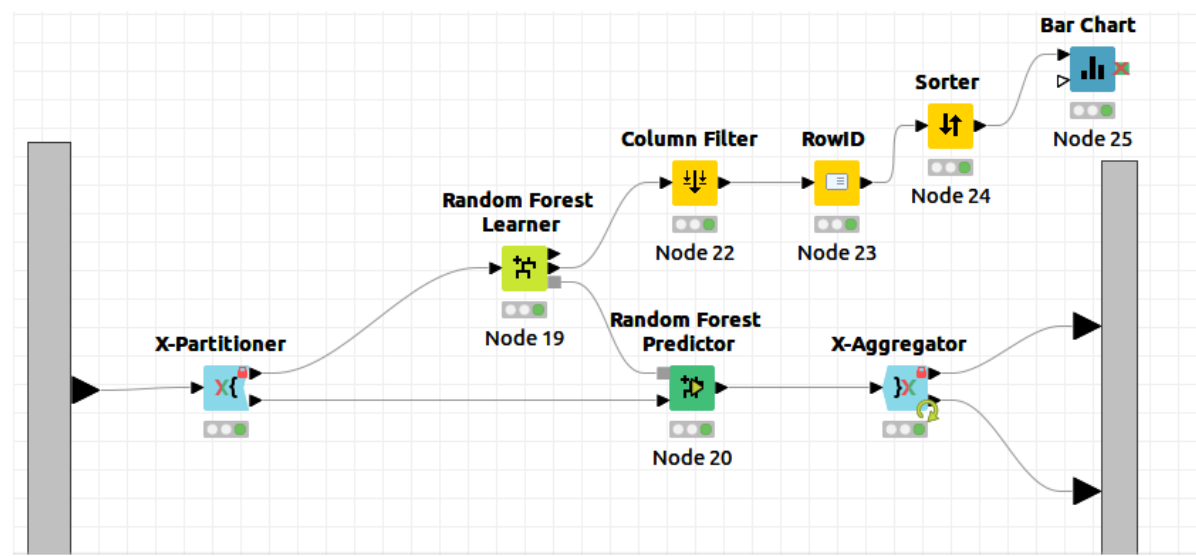 Bar Chart
Node 25
Sorter
Node 24
Column Filter
Node 22
RowID
Node 23
Random Forest
Learner
Node 19
Random Forest
Predictor
Node 20
X-Partitioner
X{
X-Aggregator
}X